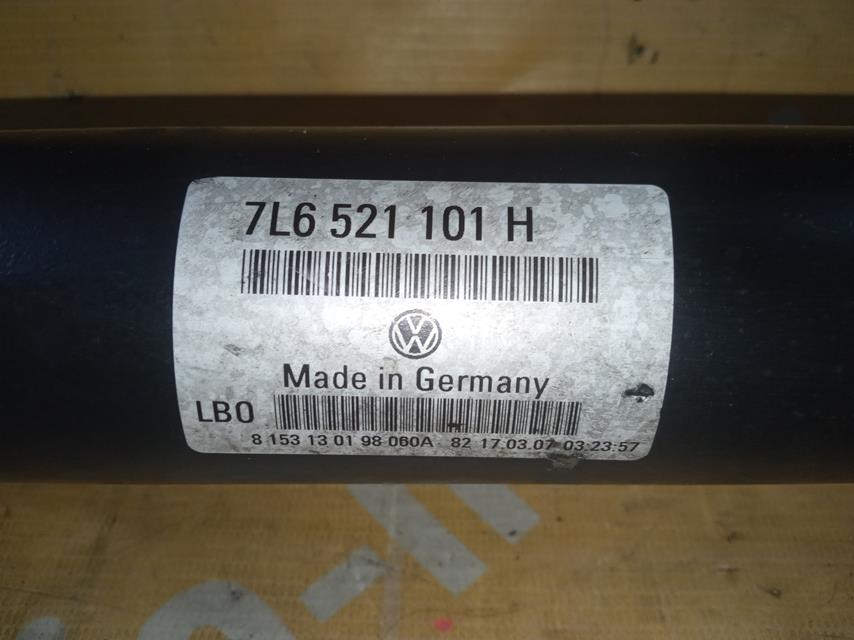 7L6 521 101 H
VW
Made in Germany
LBO
8 153 13 01 98 060A 82 17.03.07 03:23:57